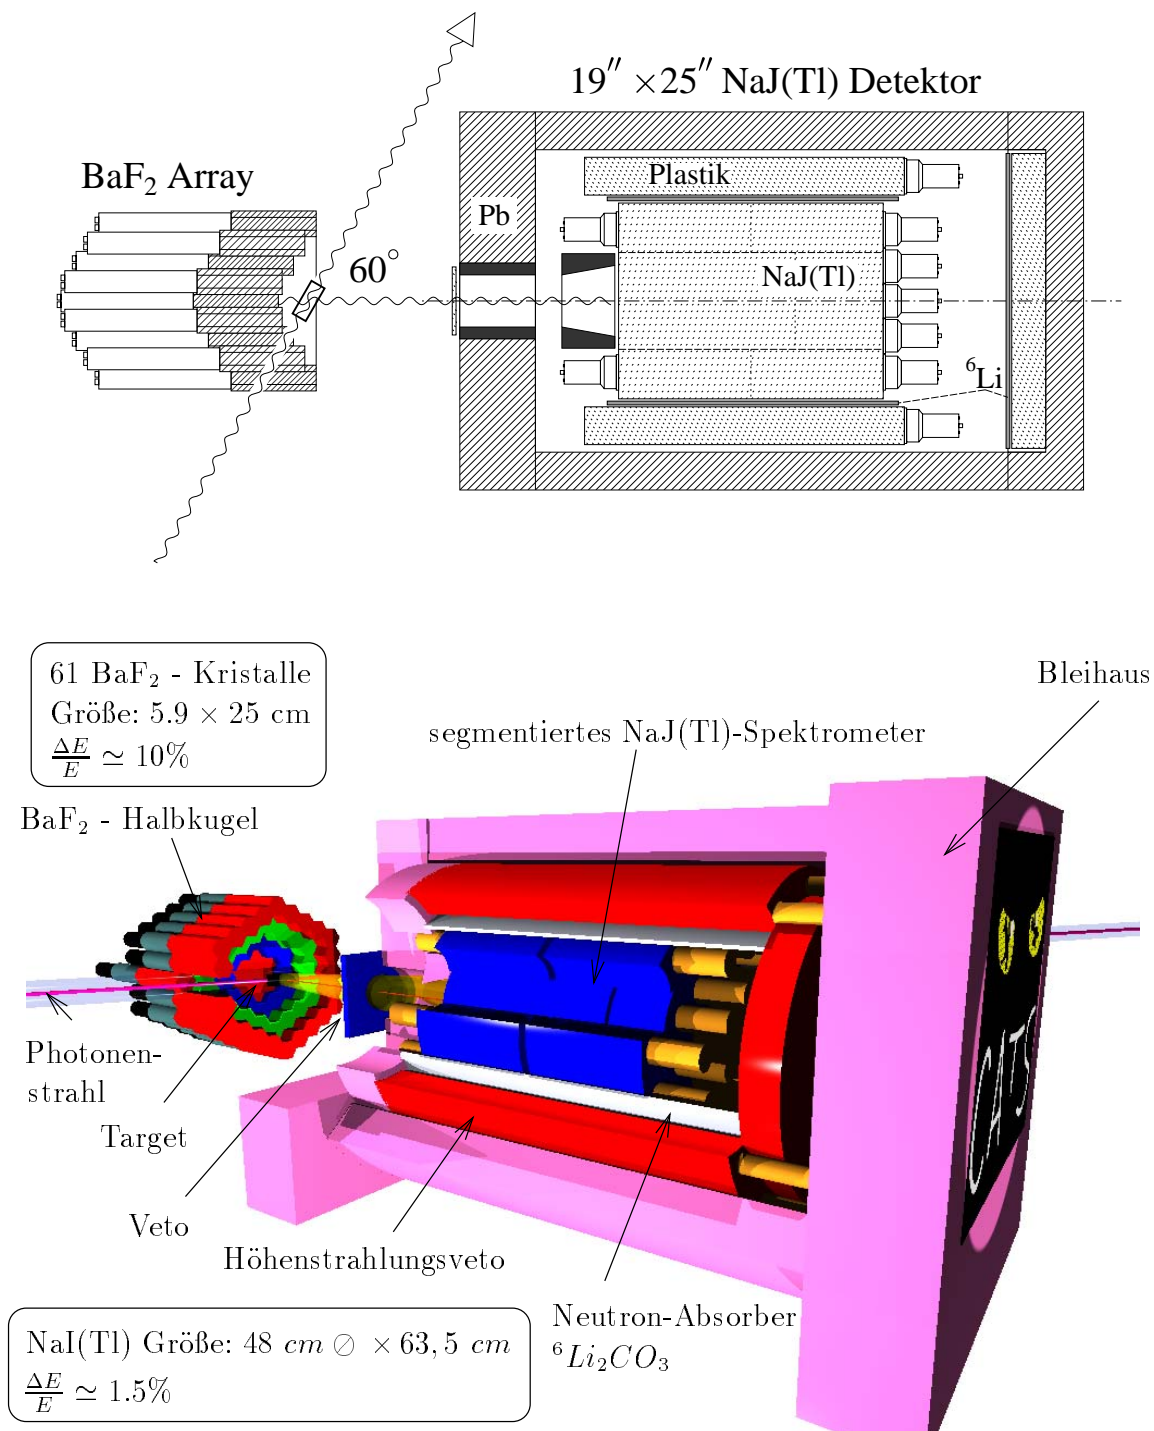 19″ ×25″ NaJ(Tl) Detektor
BaF₂ Array
Plastik
Pb
60°
NaJ(Tl)
⁶Li
61 BaF₂ - Kristalle
Größe: 5.9 × 25 cm
ΔE/E ≃ 10%
Bleihaus
segmentiertes NaJ(Tl)-Spektrometer
BaF₂ - Halbkugel
CATS
Photonen-
strahl
Target
Veto
Höhenstrahlungsveto
Neutron-Absorber
⁶Li₂CO₃
NaI(Tl) Größe: 48 cm ⊘ × 63,5 cm
ΔE/E ≃ 1.5%